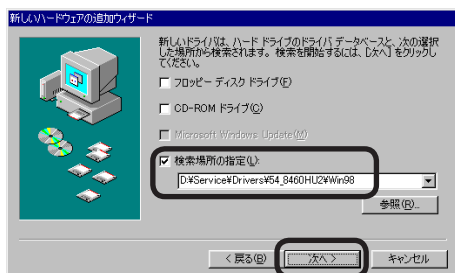 新しいハードウェアの追加ウィザード
新しいドライバは、ハード ドライブのドライバ データベースと、次の選択
した場所から検索されます。検索を開始するには、[次へ] をクリックし
てください。
フロッピー ディスク ドライブ(F)
CD-ROM ドライブ(C)
Microsoft Windows Update(M)
検索場所の指定(L):
D:¥Service¥Drivers¥54_8460HU2¥Win98
参照(R)...
< 戻る(B)
次へ >
キャンセル